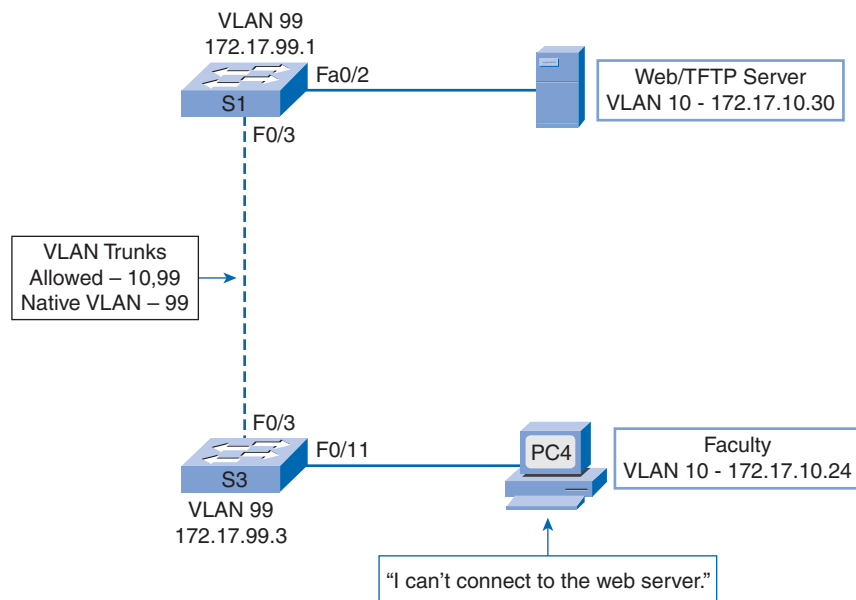 VLAN 99
172.17.99.1
Fa0/2
S1
F0/3
Web/TFTP Server
VLAN 10 - 172.17.10.30
VLAN Trunks
Allowed – 10,99
Native VLAN – 99
F0/3
F0/11
S3
VLAN 99
172.17.99.3
PC4
Faculty
VLAN 10 - 172.17.10.24
“I can’t connect to the web server.”